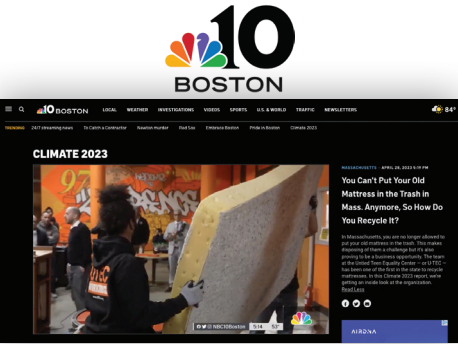 10
BOSTON
10 BOSTON
LOCAL
WEATHER
INVESTIGATIONS
VIDEOS
SPORTS
U.S. & WORLD
TRAFFIC
NEWSLETTERS
84°
TRENDING
24/7 streaming news
To Catch a Contractor
Newton murder
Red Sox
Embrace Boston
Pride in Boston
Climate 2023
CLIMATE 2023
97
NBC10Boston
5:14
53°
MASSACHUSETTS
APRIL 26, 2023 5:19 PM
You Can't Put Your Old
Mattress in the Trash in
Mass. Anymore, So How Do
You Recycle It?
In Massachusetts, you are no longer allowed to
put your old mattress in the trash. This makes
disposing of them a challenge but it's also
proving to be a business opportunity. The team
at the United Teen Equality Center — or U-TEC —
has been one of the first in the state to recycle
mattresses. In this Climate 2023 report, we're
getting an inside look at the organization.
Read Less
AIRDNA